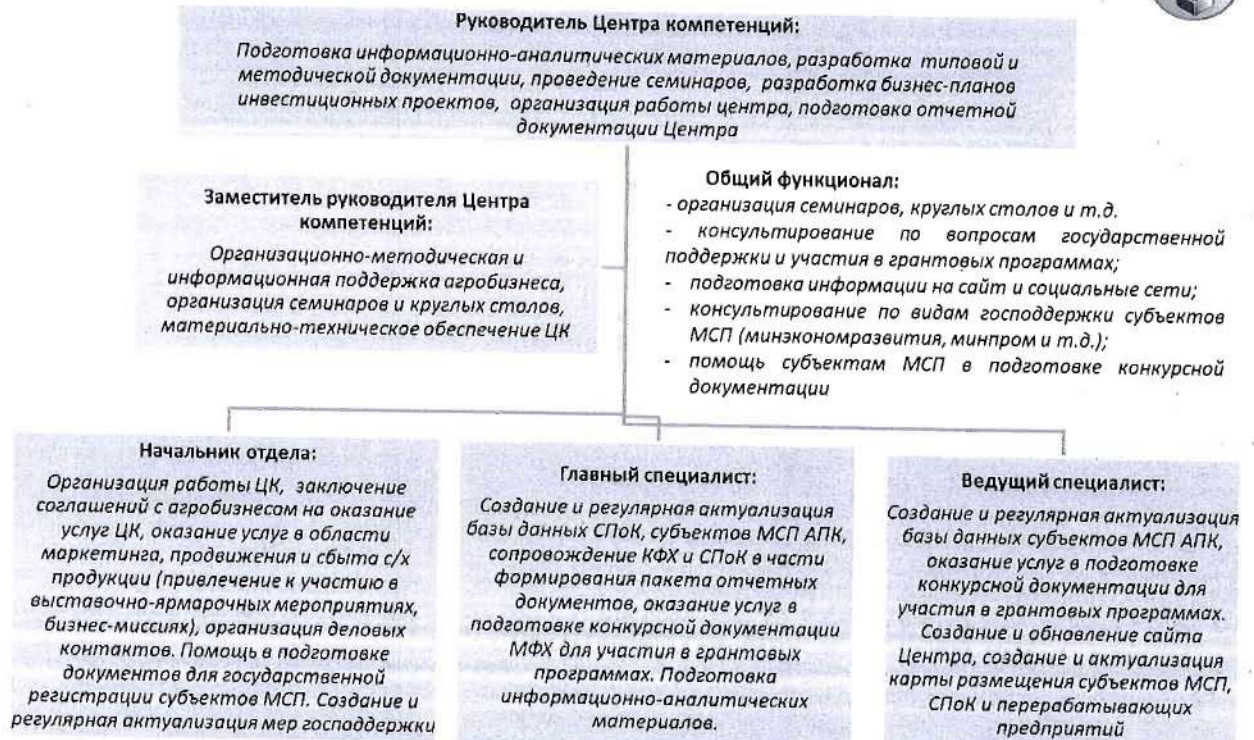 Руководитель Центра компетенций:
Подготовка информационно-аналитических материалов, разработка типовой и
методической документации, проведение семинаров, разработка бизнес-планов
инвестиционных проектов, организация работы центра, подготовка отчетной
документации Центра
Заместитель руководителя Центра
компетенций:
Организационно-методическая и
информационная поддержка агробизнеса,
организация семинаров и круглых столов,
материально-техническое обеспечение ЦК
Общий функционал:
- организация семинаров, круглых столов и т.д.
- консультирование по вопросам государственной
поддержки и участия в грантовых программах;
- подготовка информации на сайт и социальные сети;
- консультирование по видам господдержки субъектов
МСП (минэкономразвития, минпром и т.д.);
- помощь субъектам МСП в подготовке конкурсной
документации
Начальник отдела:
Организация работы ЦК, заключение
соглашений с агробизнесом на оказание
услуг ЦК, оказание услуг в области
маркетинга, продвижения и сбыта с/х
продукции (привлечение к участию в
выставочно-ярмарочных мероприятиях,
бизнес-миссиях), организация деловых
контактов. Помощь в подготовке
документов для государственной
регистрации субъектов МСП. Создание и
регулярная актуализация мер господдержки
Главный специалист:
Создание и регулярная актуализация
базы данных СПоК, субъектов МСП АПК,
сопровождение КФХ и СПоК в части
формирования пакета отчетных
документов, оказание услуг в
подготовке конкурсной документации
МФХ для участия в грантовых
программах. Подготовка
информационно-аналитических
материалов.
Ведущий специалист:
Создание и регулярная актуализация
базы данных субъектов МСП АПК,
оказание услуг в подготовке
конкурсной документации для
участия в грантовых программах.
Создание и обновление сайта
Центра, создание и актуализация
карты размещения субъектов МСП,
СПоК и перерабатывающих
предприятий